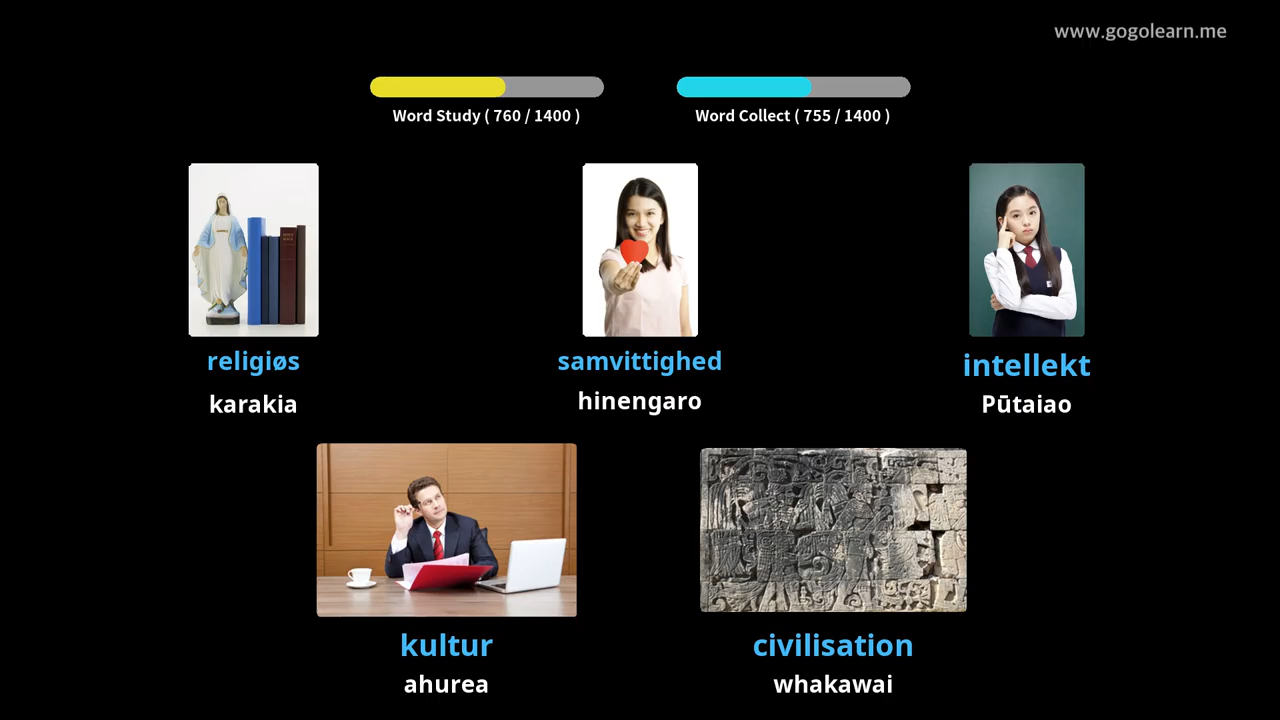 www.gogolearn.me
Word Study ( 760 / 1400 )
Word Collect ( 755 / 1400 )
religiøs
karakia
samvittighed
hinengaro
intellekt
Pūtaiao
kultur
ahurea
civilisation
whakawai